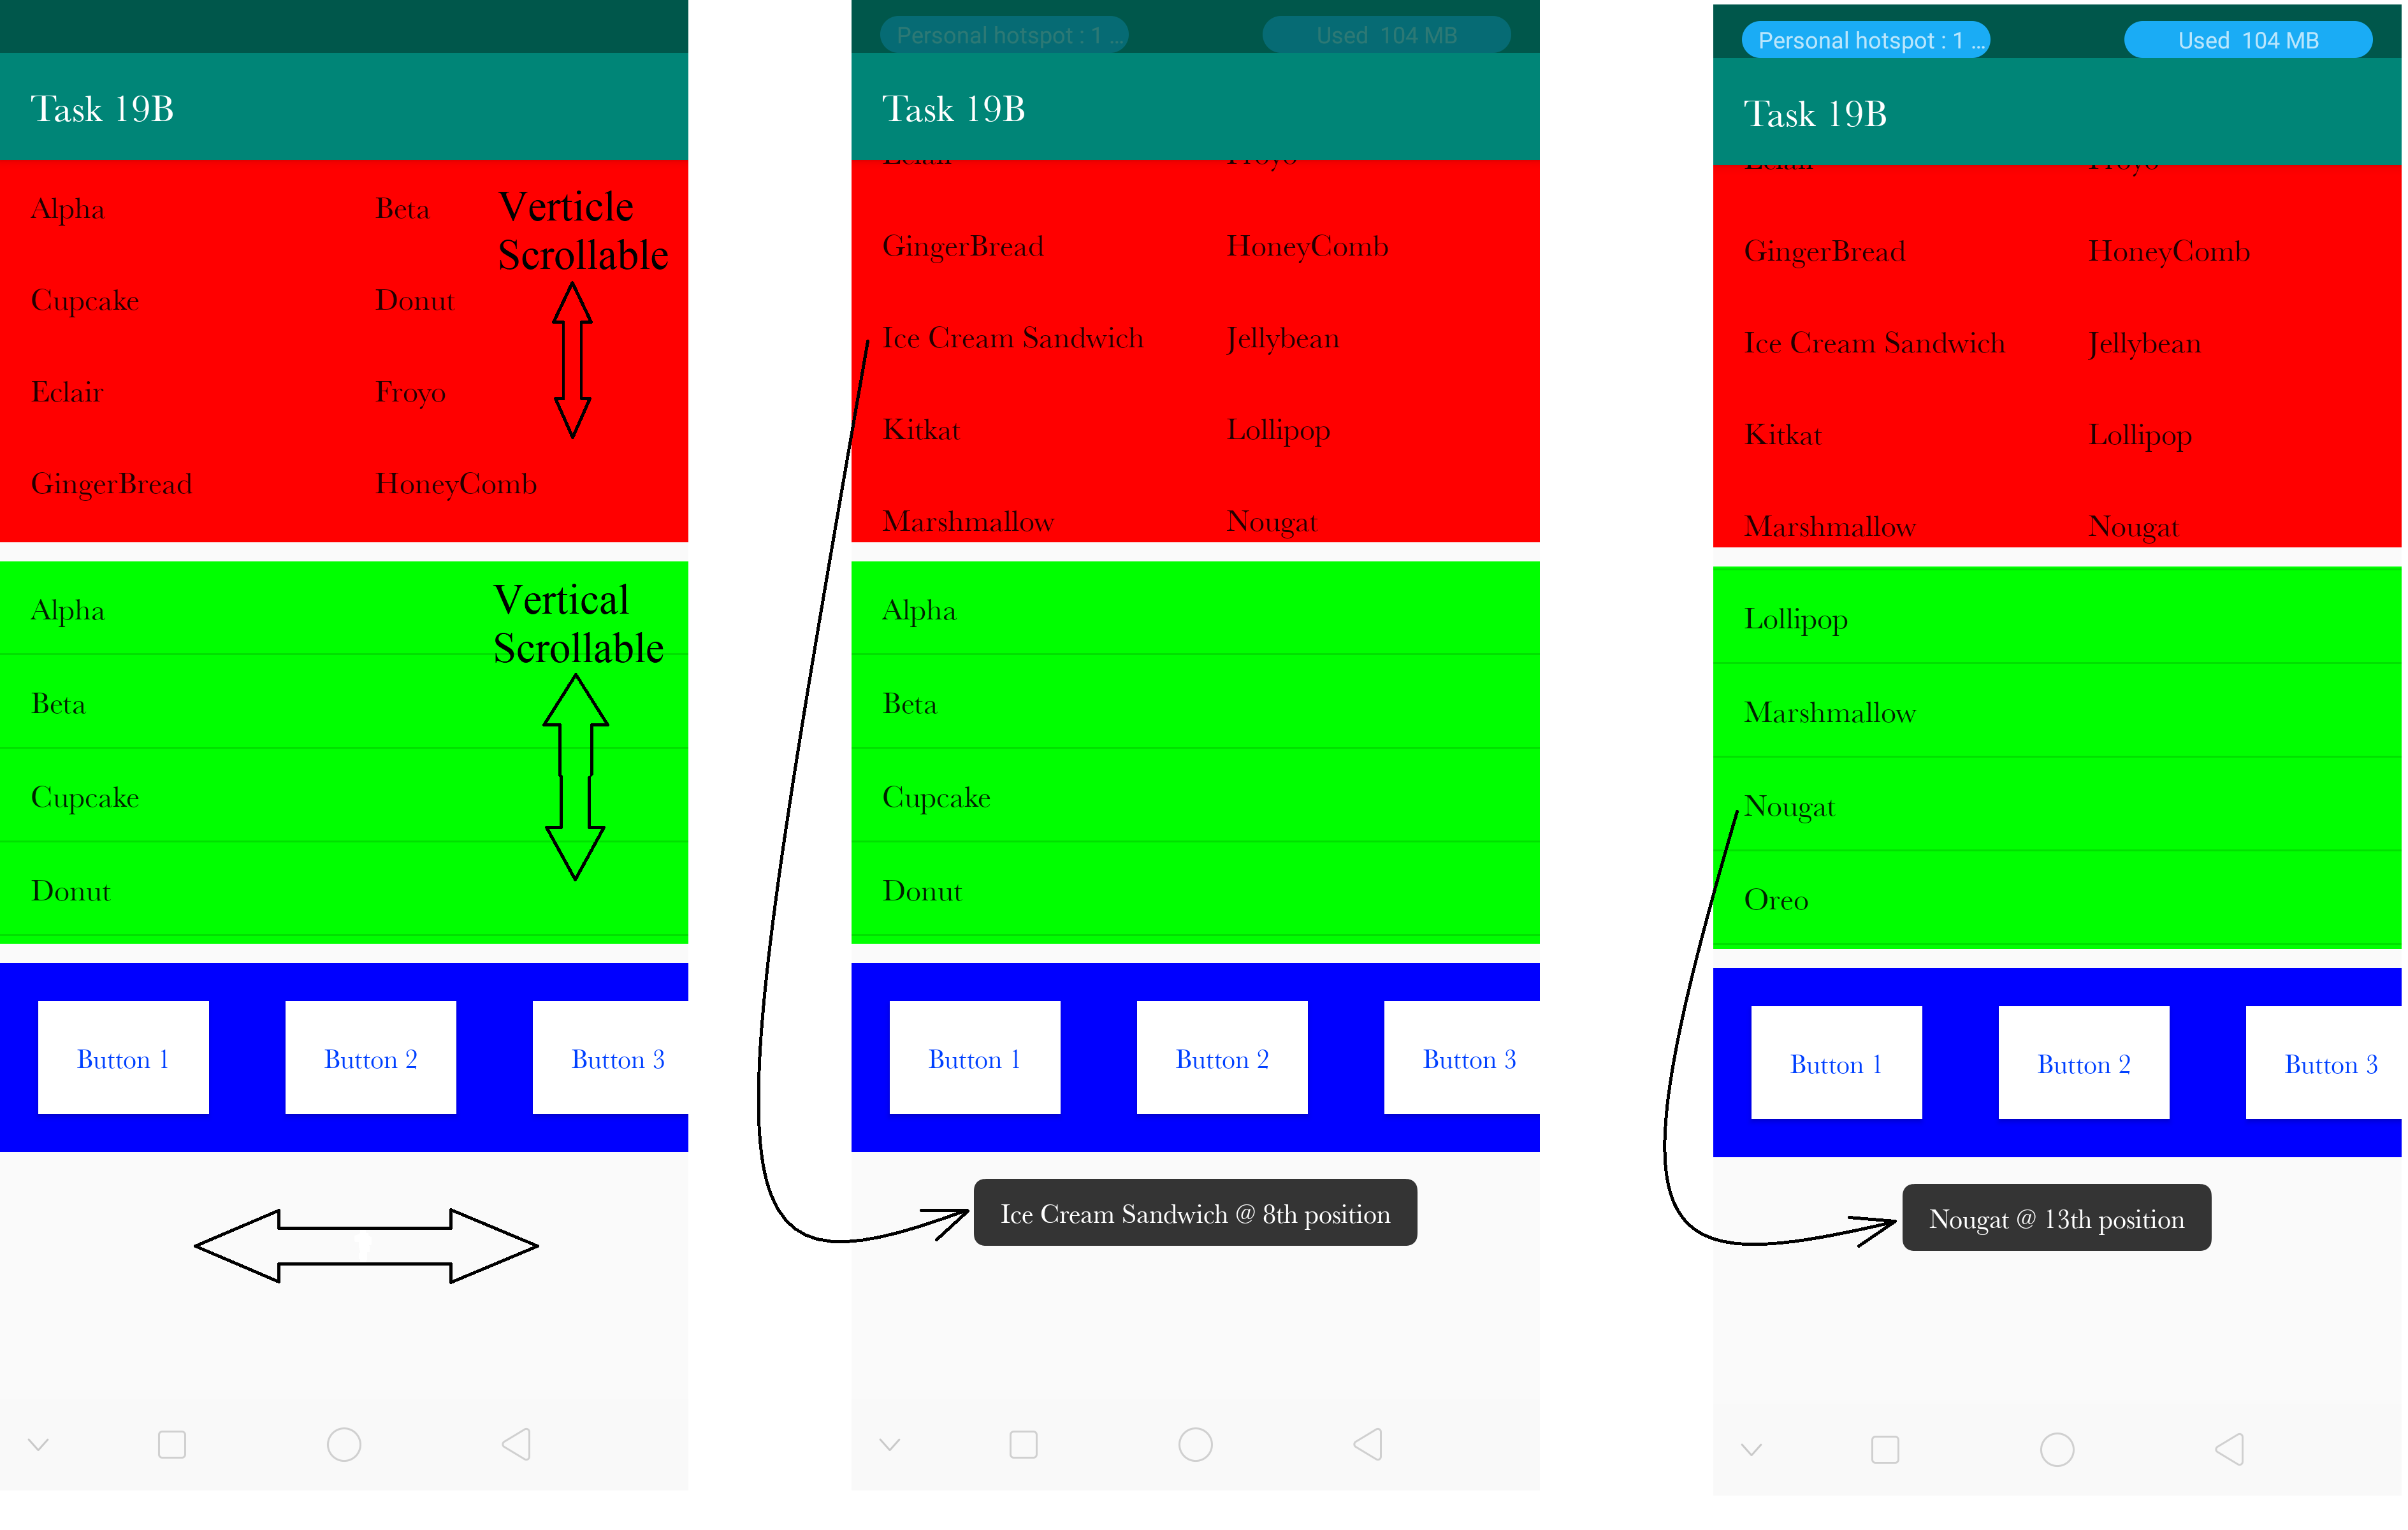 Task 19B
Alpha Beta
Verticle
Scrollable
Cupcake Donut
Eclair Froyo
GingerBread HoneyComb
Alpha
Vertical
Scrollable
Beta
Cupcake
Donut
Button 1 Button 2 Button 3
Personal hotspot : 1 ... Used 104 MB
Task 19B
Eclair Froyo
GingerBread HoneyComb
Ice Cream Sandwich Jellybean
Kitkat Lollipop
Marshmallow Nougat
Alpha
Beta
Cupcake
Donut
Button 1 Button 2 Button 3
Ice Cream Sandwich @ 8th position
Personal hotspot : 1 ... Used 104 MB
Task 19B
Eclair Froyo
GingerBread HoneyComb
Ice Cream Sandwich Jellybean
Kitkat Lollipop
Marshmallow Nougat
Lollipop
Marshmallow
Nougat
Oreo
Button 1 Button 2 Button 3
Nougat @ 13th position